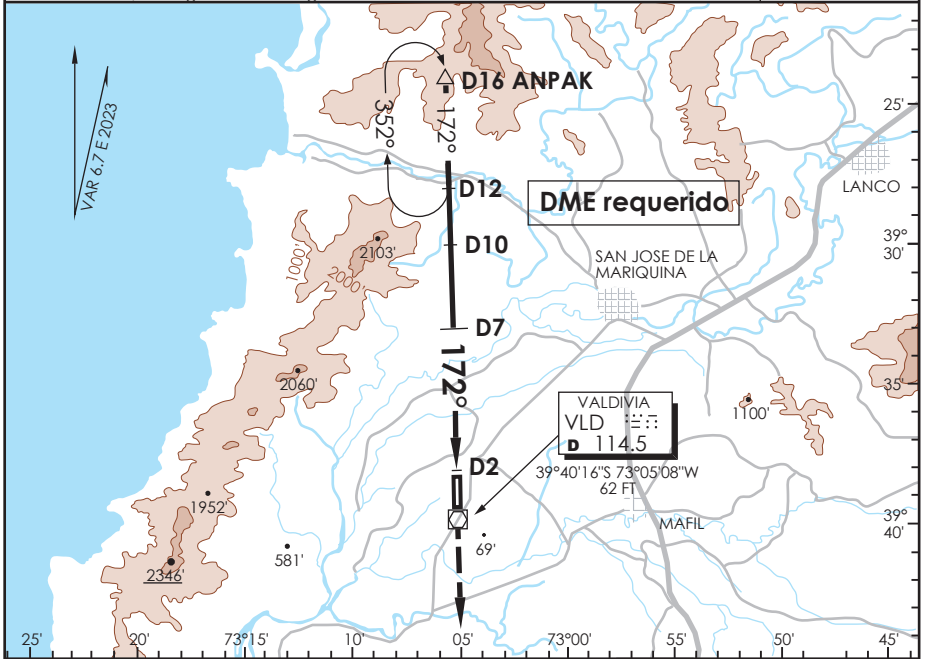 D16 ANPAK
172°
352°
VAR 6.7 E 2023
25'
LANCO
D12
DME requerido
D10
2103'
1000'
2000'
SAN JOSE DE LA
MARIQUINA
39°
30'
D7
172°
2060'
35'
1100'
VALDIVIA
VLD
D 114.5
39°40'16"S 73°05'08"W
62 FT
D2
1952'
MAFIL
39°
40'
69'
581'
2346'
25'
20'
73°15'
10'
05'
73°00'
55'
50'
45'